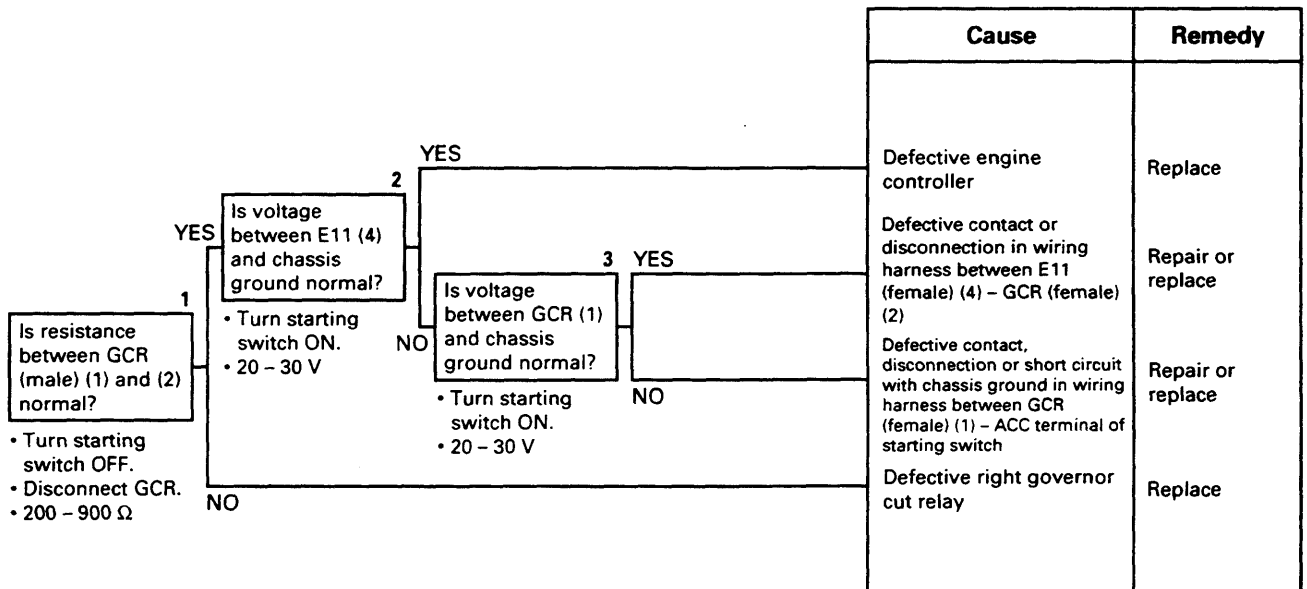 Cause
Remedy
1
Is resistance
between GCR
(male) (1) and (2)
normal?
• Turn starting
switch OFF.
• Disconnect GCR.
• 200 – 900 Ω
YES
NO
2
Is voltage
between E11 (4)
and chassis
ground normal?
• Turn starting
switch ON.
• 20 – 30 V
YES
NO
3
Is voltage
between GCR (1)
and chassis
ground normal?
• Turn starting
switch ON.
• 20 – 30 V
YES
NO
Defective engine
controller
Replace
Defective contact or
disconnection in wiring
harness between E11
(female) (4) – GCR (female)
(2)
Repair or
replace
Defective contact,
disconnection or short circuit
with chassis ground in wiring
harness between GCR
(female) (1) – ACC terminal of
starting switch
Repair or
replace
Defective right governor
cut relay
Replace